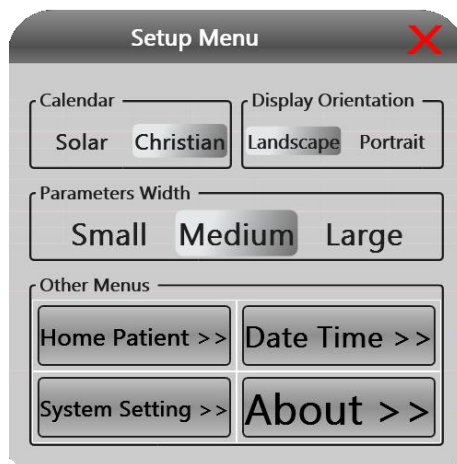 Setup Menu X
Calendar
Solar Christian
Display Orientation
Landscape Portrait
Parameters Width
Small Medium Large
Other Menus
Home Patient >> Date Time >>
System Setting >> About >>